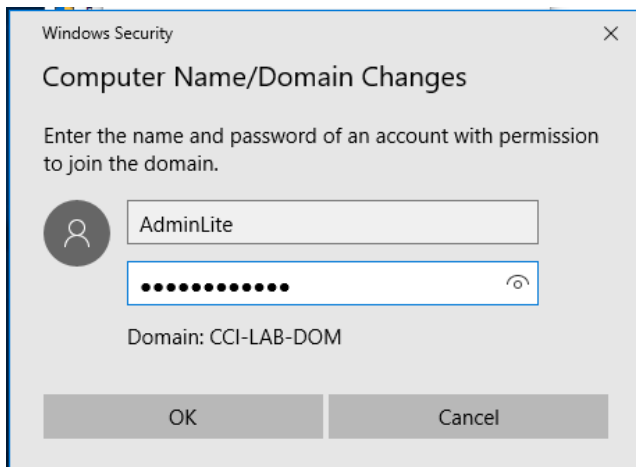 Windows Security
Computer Name/Domain Changes
Enter the name and password of an account with permission
to join the domain.
AdminLite
●●●●●●●●●●●●
Domain: CCI-LAB-DOM
OK
Cancel